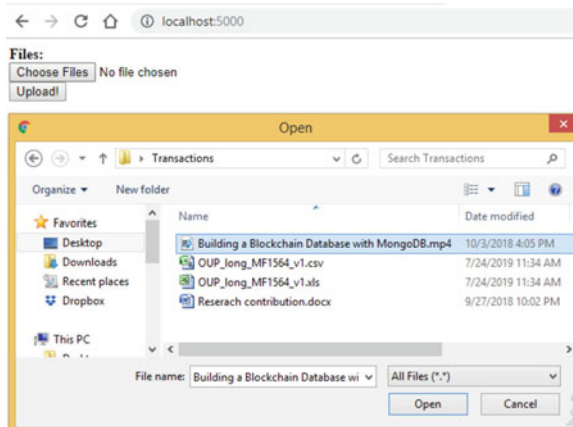 localhost:5000
Files:
Choose Files No file chosen
Upload!
Open
Transactions Search Transactions
Organize New folder
Name Date modified
Favorites
Desktop
Downloads
Recent places
Dropbox
This PC
Building a Blockchain Database with MongoDB.mp4 10/3/2018 4:05 PM
OUP_long_MF1564_v1.csv 7/24/2019 11:34 AM
OUP_long_MF1564_v1.xls 7/24/2019 11:34 AM
Reserach contribution.docx 9/27/2018 10:02 PM
File name: Building a Blockchain Database wi All Files (*.*)
Open Cancel